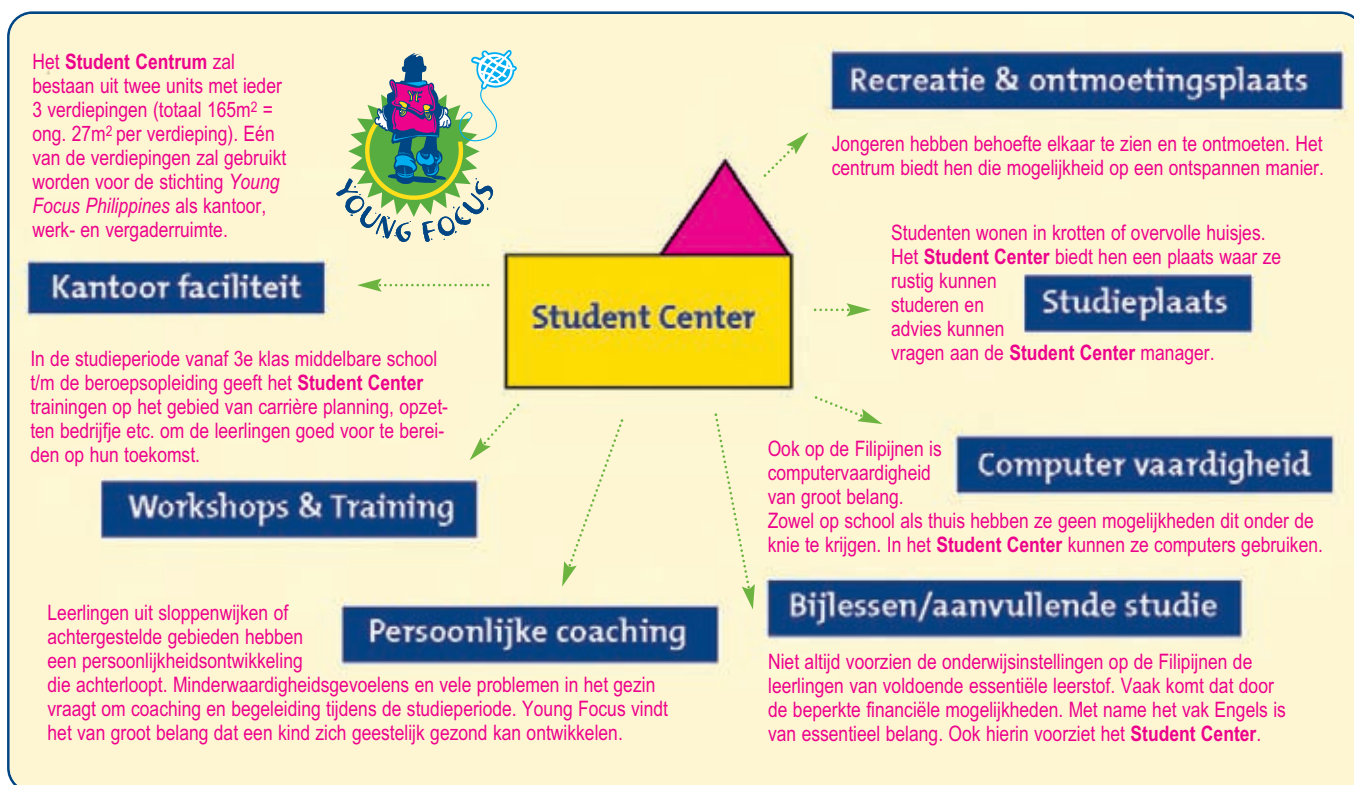 Het Student Centrum zal
bestaan uit twee units met ieder
3 verdiepingen (totaal 165m² =
ong. 27m² per verdieping). Eén
van de verdiepingen zal gebruikt
worden voor de stichting Young
Focus Philippines als kantoor,
werk- en vergaderruimte.
YF
YOUNG FOCUS
Kantoor faciliteit
In de studieperiode vanaf 3e klas middelbare school
t/m de beroepsopleiding geeft het Student Center
trainingen op het gebied van carrière planning, opzet-
ten bedrijfje etc. om de leerlingen goed voor te berei-
den op hun toekomst.
Workshops & Training
Leerlingen uit sloppenwijken of
achtergestelde gebieden hebben
een persoonlijkheidsontwikkeling
die achterloopt. Minderwaardigheidsgevoelens en vele problemen in het gezin
vraagt om coaching en begeleiding tijdens de studieperiode. Young Focus vindt
het van groot belang dat een kind zich geestelijk gezond kan ontwikkelen.
Persoonlijke coaching
Student Center
Recreatie & ontmoetingsplaats
Jongeren hebben behoefte elkaar te zien en te ontmoeten. Het
centrum biedt hen die mogelijkheid op een ontspannen manier.
Studenten wonen in krotten of overvolle huisjes.
Het Student Center biedt hen een plaats waar ze
rustig kunnen
studeren en
advies kunnen
vragen aan de Student Center manager.
Studieplaats
Ook op de Filipijnen is
computervaardigheid
van groot belang.
Zowel op school als thuis hebben ze geen mogelijkheden dit onder de
knie te krijgen. In het Student Center kunnen ze computers gebruiken.
Computer vaardigheid
Bijlessen/aanvullende studie
Niet altijd voorzien de onderwijsinstellingen op de Filipijnen de
leerlingen van voldoende essentiële leerstof. Vaak komt dat door
de beperkte financiële mogelijkheden. Met name het vak Engels is
van essentieel belang. Ook hierin voorziet het Student Center.